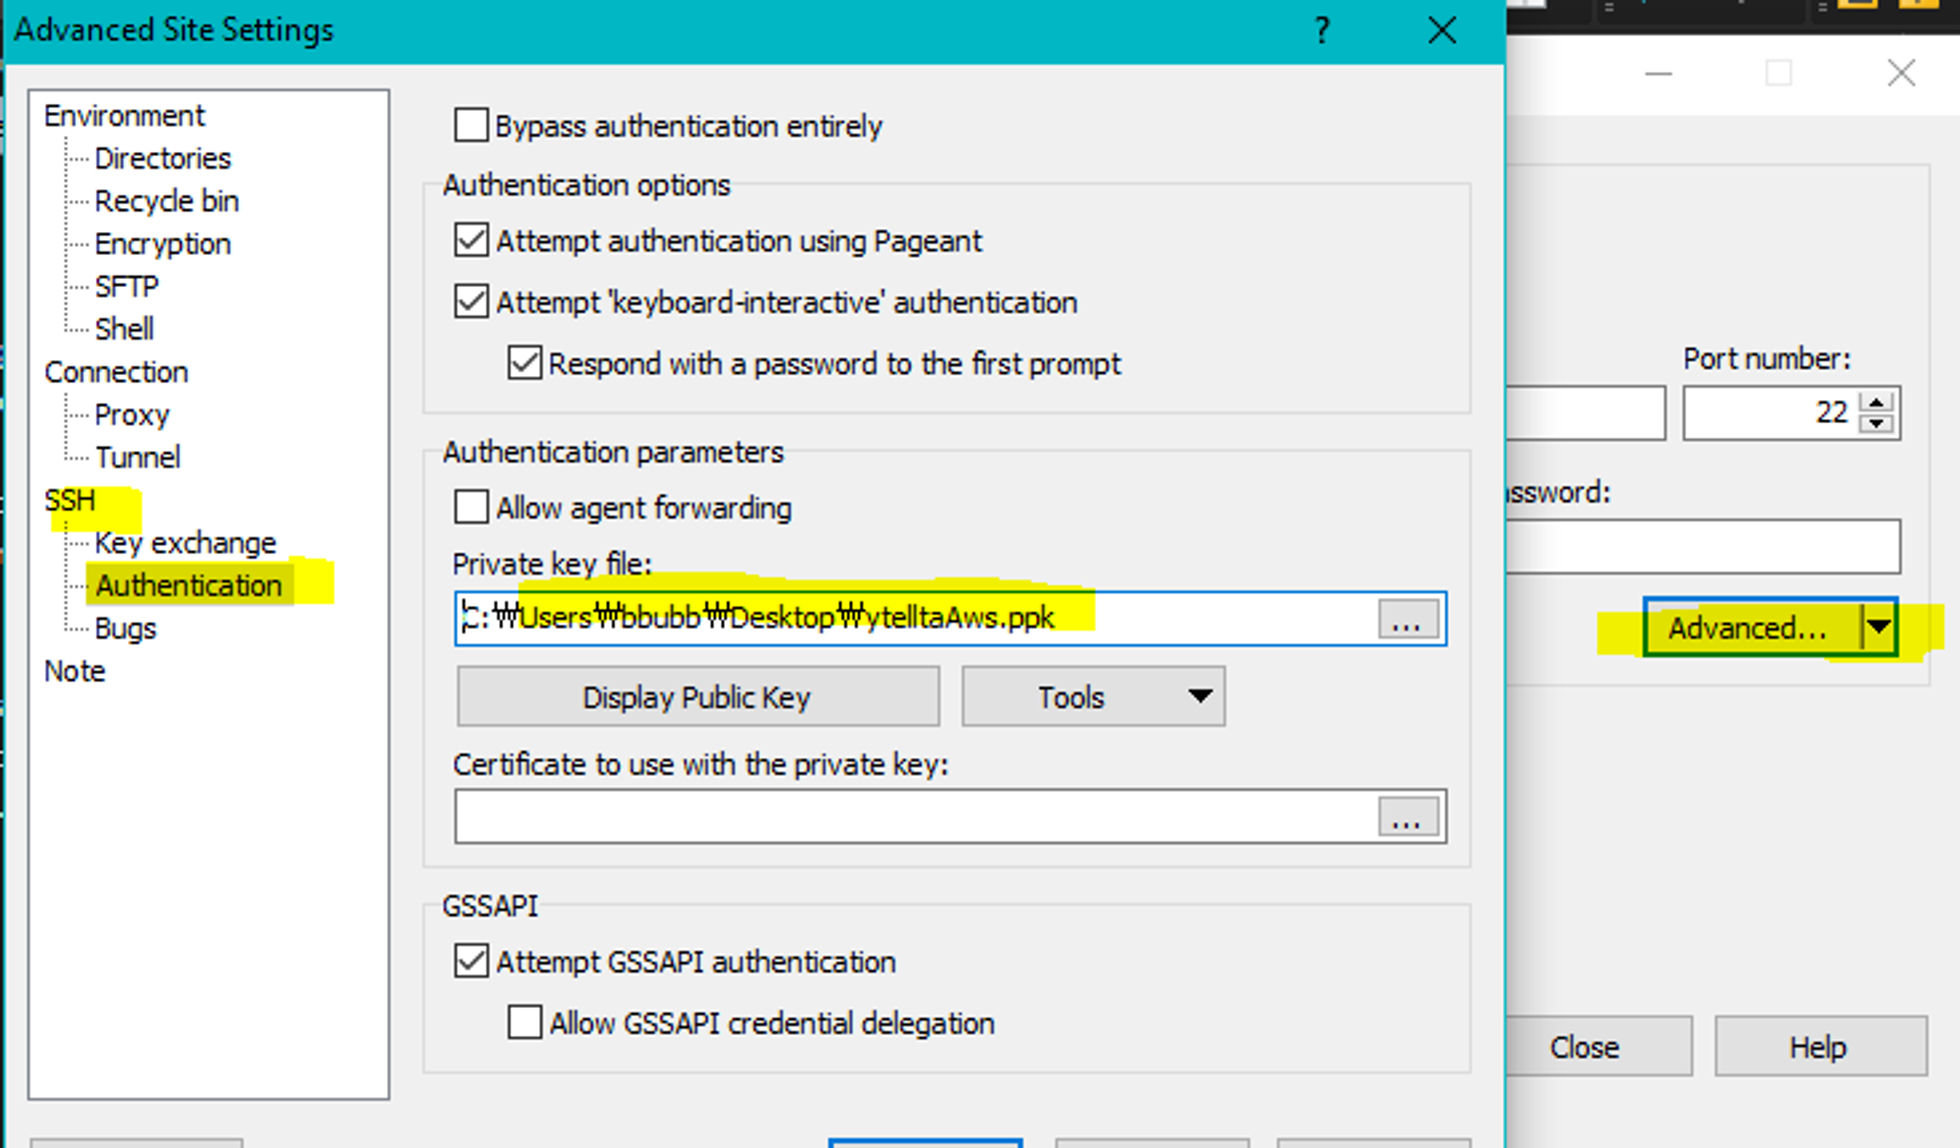 Advanced Site Settings
?
Environment
Directories
Recycle bin
Encryption
SFTP
Shell
Connection
Proxy
Tunnel
SSH
Key exchange
Authentication
Bugs
Note
Bypass authentication entirely
Authentication options
Attempt authentication using Pageant
Attempt 'keyboard-interactive' authentication
Respond with a password to the first prompt
Authentication parameters
Allow agent forwarding
Private key file:
C:₩Users₩bbubb₩Desktop₩ytelltaAws.ppk
...
Display Public Key
Tools
Certificate to use with the private key:
...
GSSAPI
Attempt GSSAPI authentication
Allow GSSAPI credential delegation
Port number:
22
ssword:
Advanced...
Close
Help